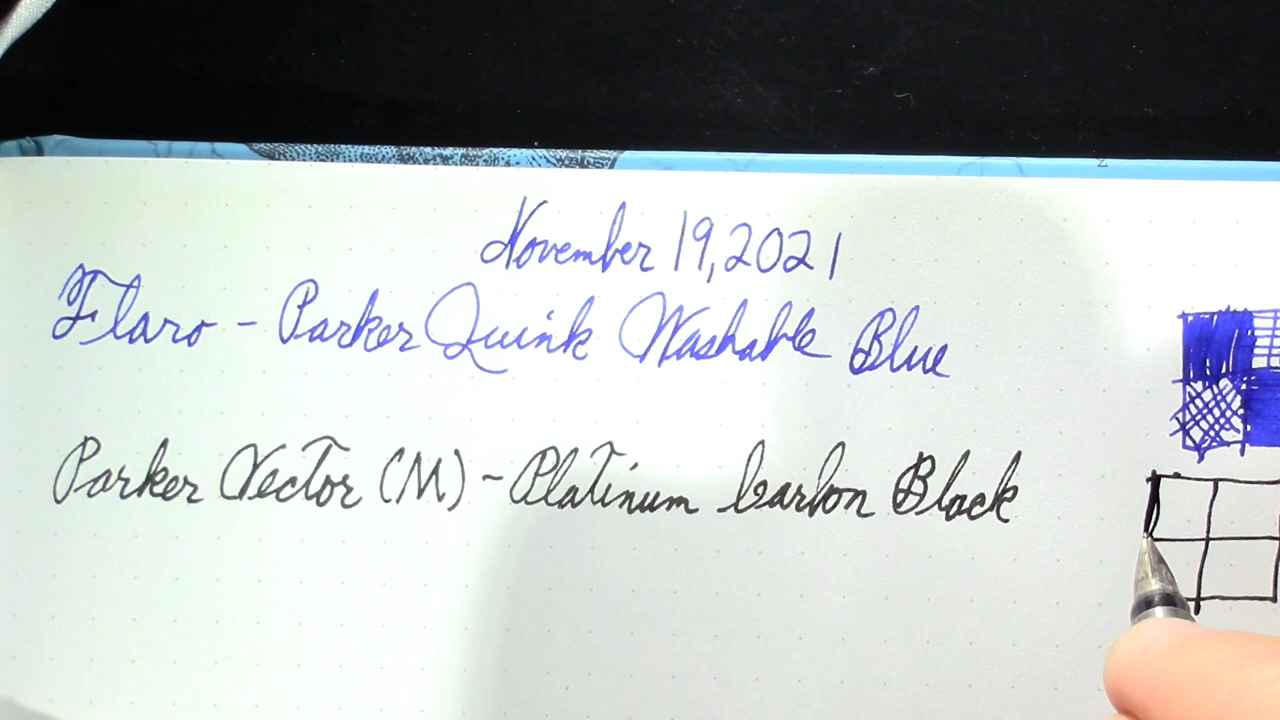 November 19, 2021
Flaro - Parker Quink Washable Blue
Parker Vector (M) - Platinum Carbon Black